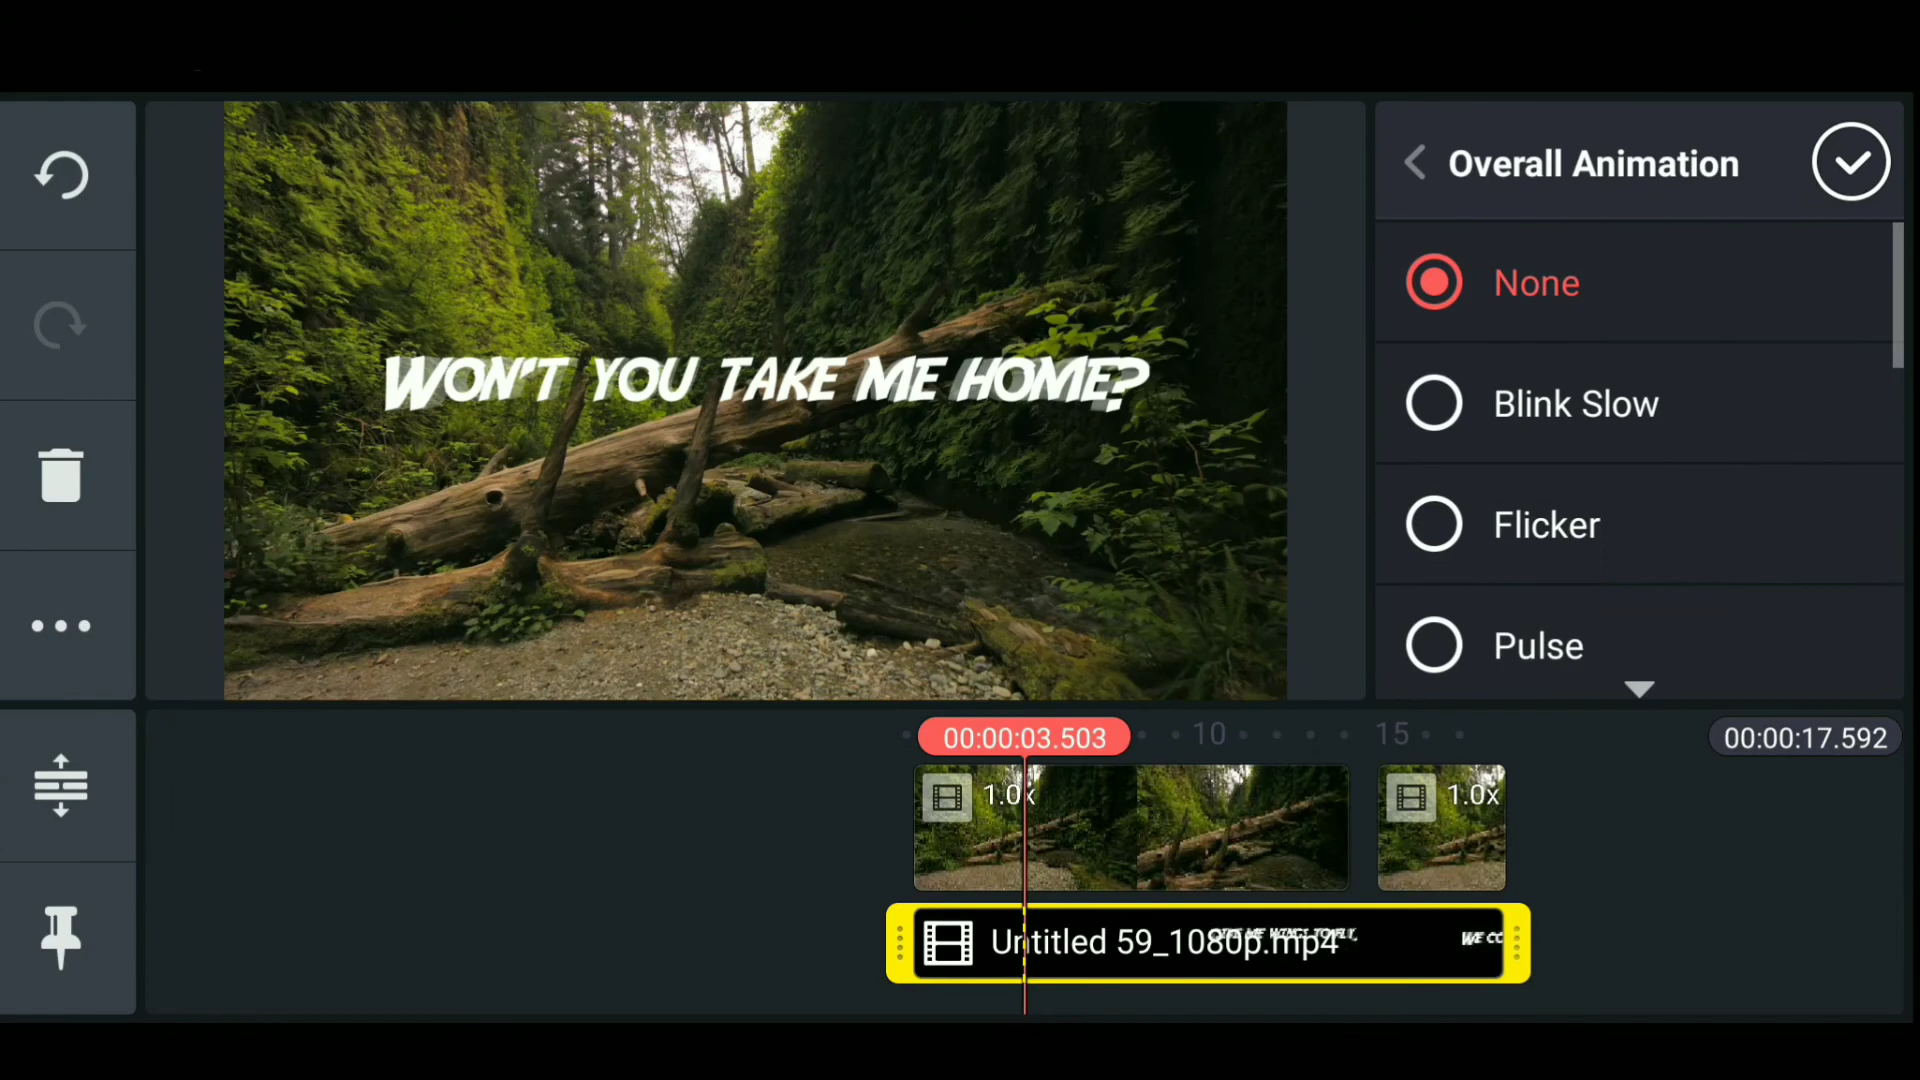 Overall Animation
None
WON'T YOU TAKE ME HOME?
Blink Slow
Flicker
Pulse
00:00:03.503
10
15
00:00:17.592
1.0x
1.0x
Untitled 59_1080p.mp4